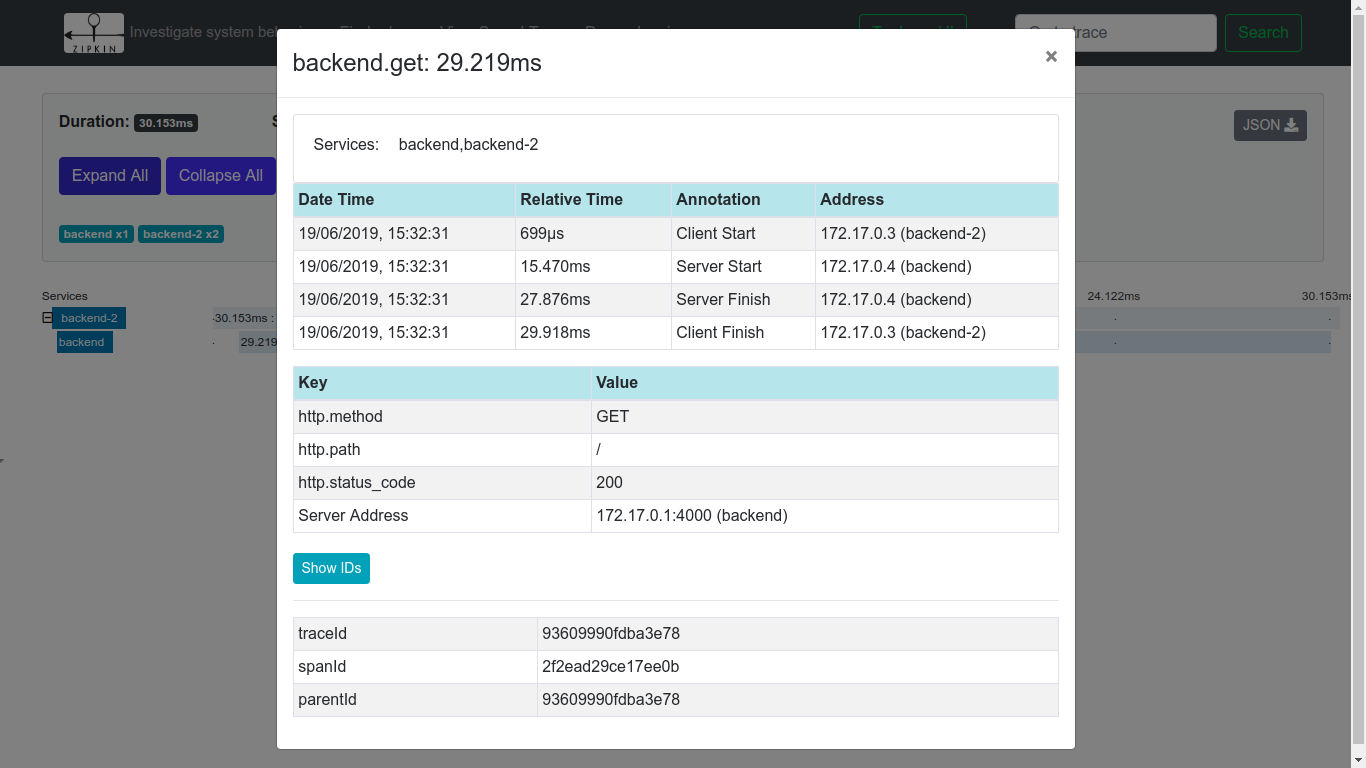 ZIPKIN
Investigate system
Search
backend.get: 29.219ms
×
Duration: 30.153ms
JSON
Services: backend,backend-2
Expand All Collapse All
Date Time Relative Time Annotation Address
backend x1 backend-2 x2
19/06/2019, 15:32:31 699µs Client Start 172.17.0.3 (backend-2)
19/06/2019, 15:32:31 15.470ms Server Start 172.17.0.4 (backend)
19/06/2019, 15:32:31 27.876ms Server Finish 172.17.0.4 (backend)
19/06/2019, 15:32:31 29.918ms Client Finish 172.17.0.3 (backend-2)
Services 24.122ms 30.153ms
backend-2 30.153ms :
backend 29.219
Key Value
http.method GET
http.path /
http.status_code 200
Server Address 172.17.0.1:4000 (backend)
Show IDs
traceId 93609990fdba3e78
spanId 2f2ead29ce17ee0b
parentId 93609990fdba3e78